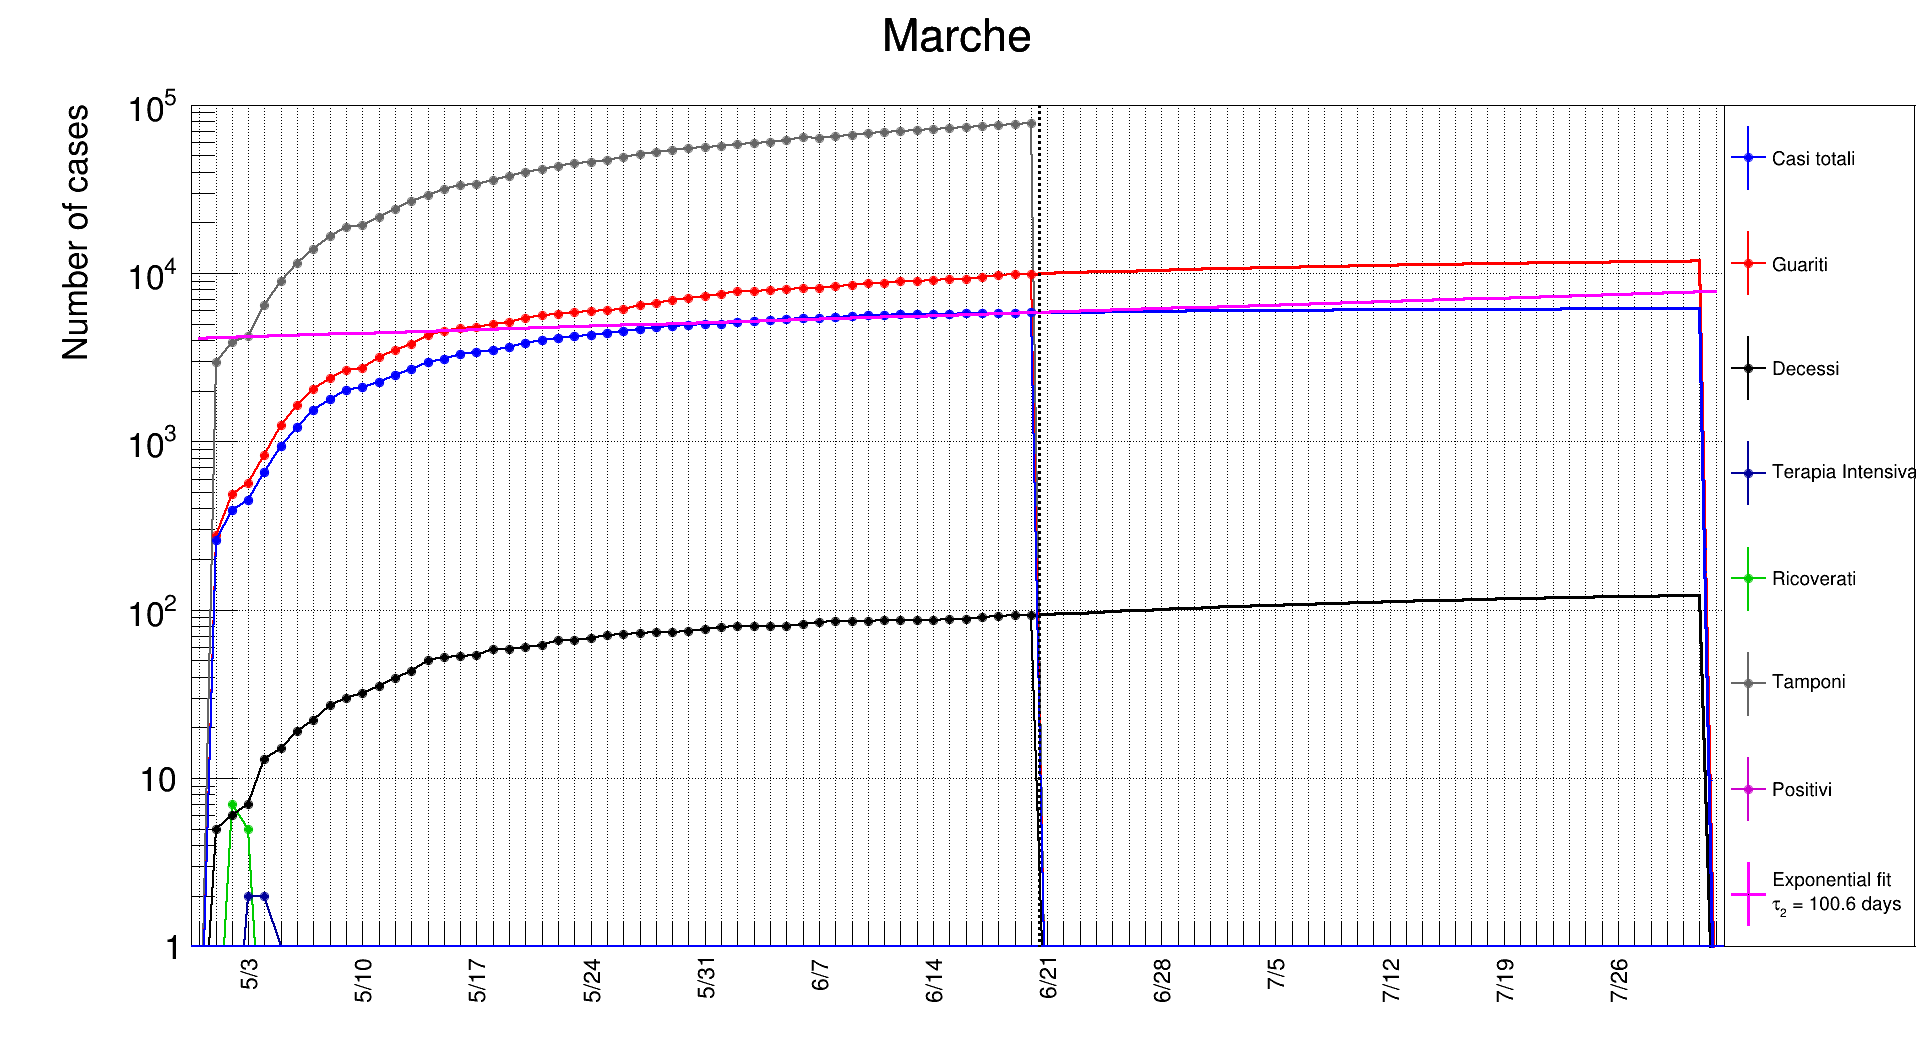 Marche
Number of cases
10^5
10^4
10^3
10^2
10
1
5/3
5/10
5/17
5/24
5/31
6/7
6/14
6/21
6/28
7/5
7/12
7/19
7/26
Casi totali
Guariti
Decessi
Terapia Intensiva
Ricoverati
Tamponi
Positivi
Exponential fit
τ₂ = 100.6 days